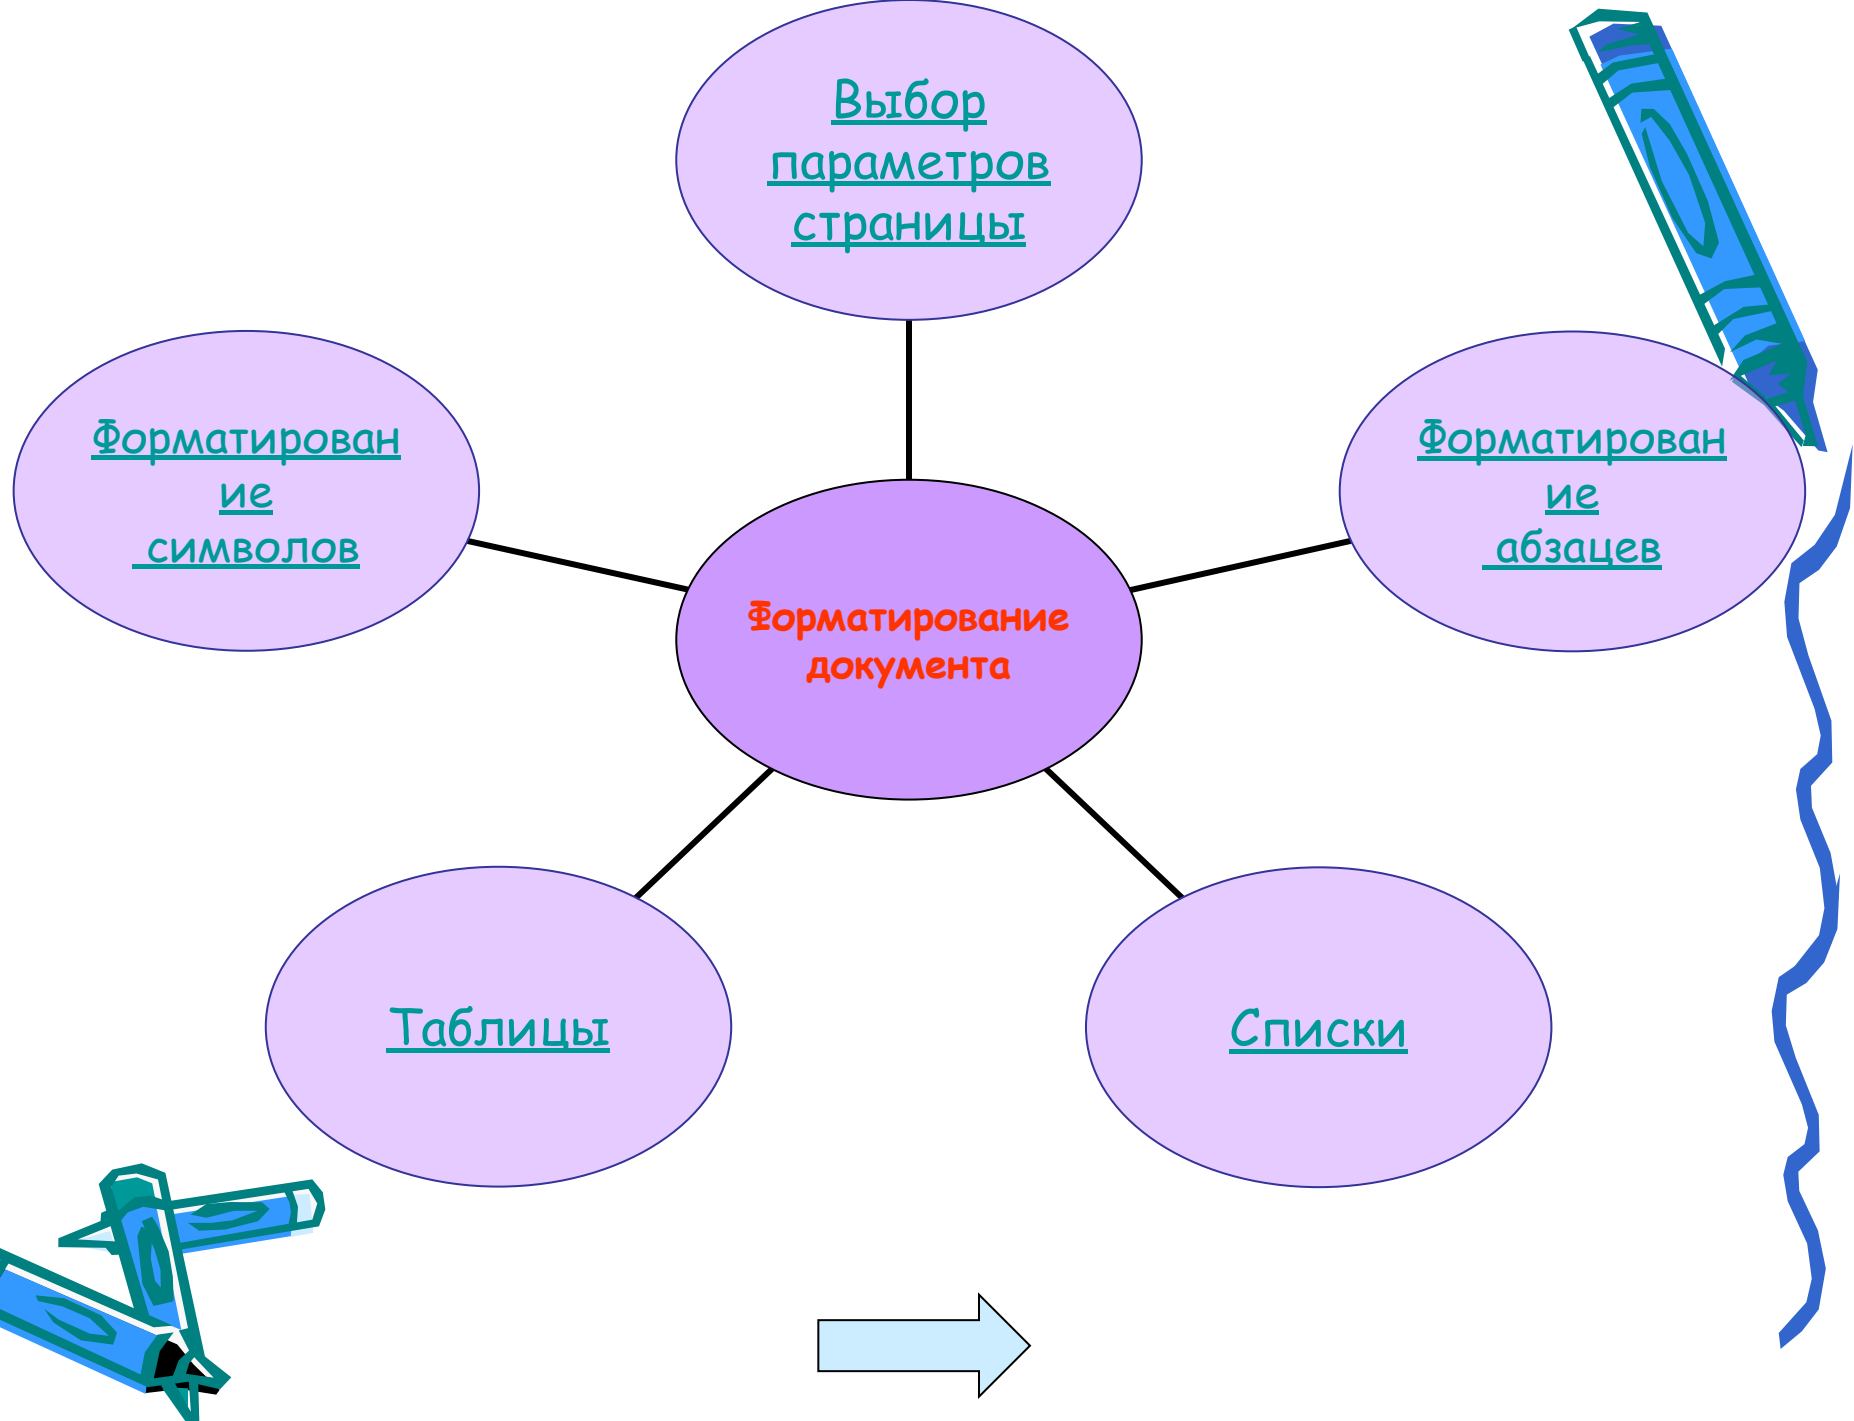 Выбор
параметров
страницы
Форматирован
ие
символов
Форматирован
ие
абзацев
Форматирование
документа
Таблицы
Списки